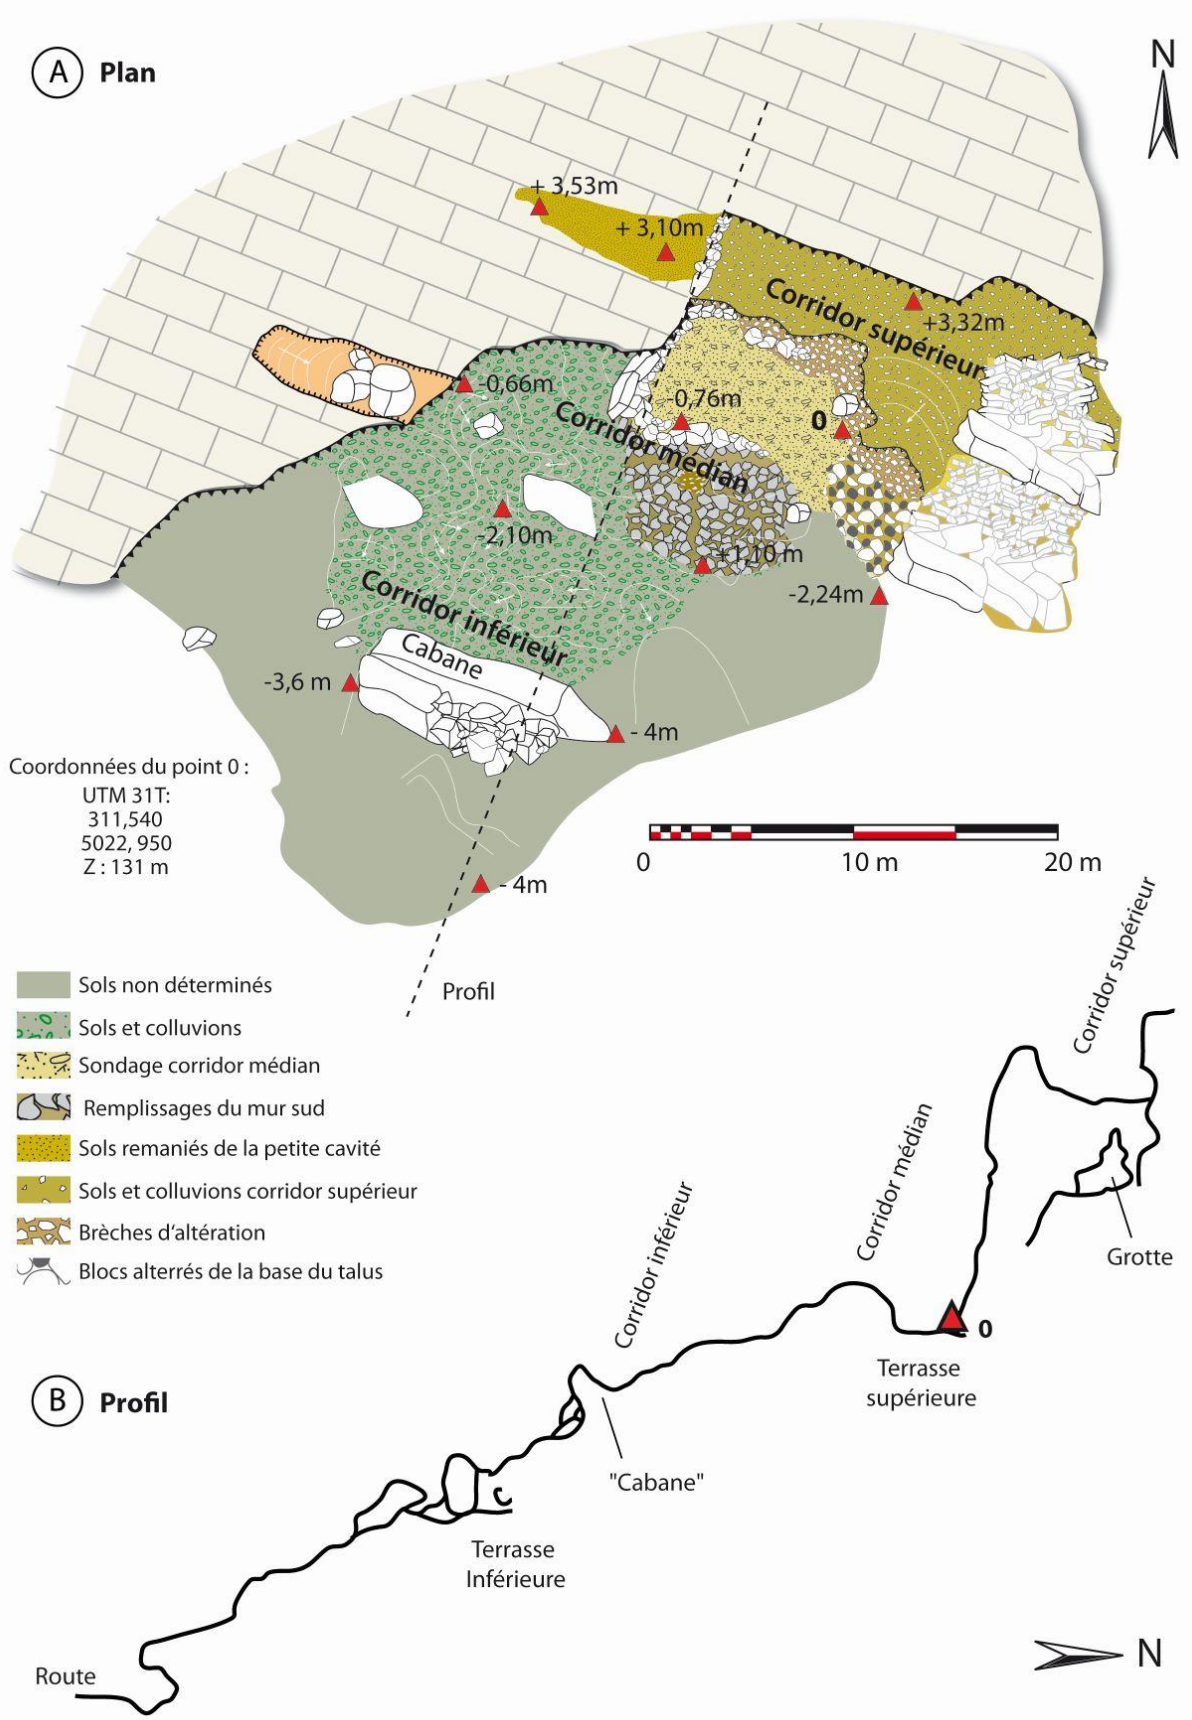 A Plan
N
+ 3,53m
+ 3,10m
Corridor supérieur
+3,32m
-0,66m
-0,76m
0
Corridor médian
-2,10m
+1,10 m
-2,24m
Corridor inférieur
Cabane
-3,6 m
- 4m
Coordonnées du point 0 :
UTM 31T:
311,540
5022, 950
Z : 131 m
0 10 m 20 m
- 4m
Profil
Sols non déterminés
Sols et colluvions
Sondage corridor médian
Remplissages du mur sud
Sols remaniés de la petite cavité
Sols et colluvions corridor supérieur
Brèches d‘altération
Blocs alterrés de la base du talus
Corridor supérieur
Corridor médian
Corridor inférieur
Grotte
0
Terrasse
supérieure
B Profil
"Cabane"
Terrasse
Inférieure
Route
N